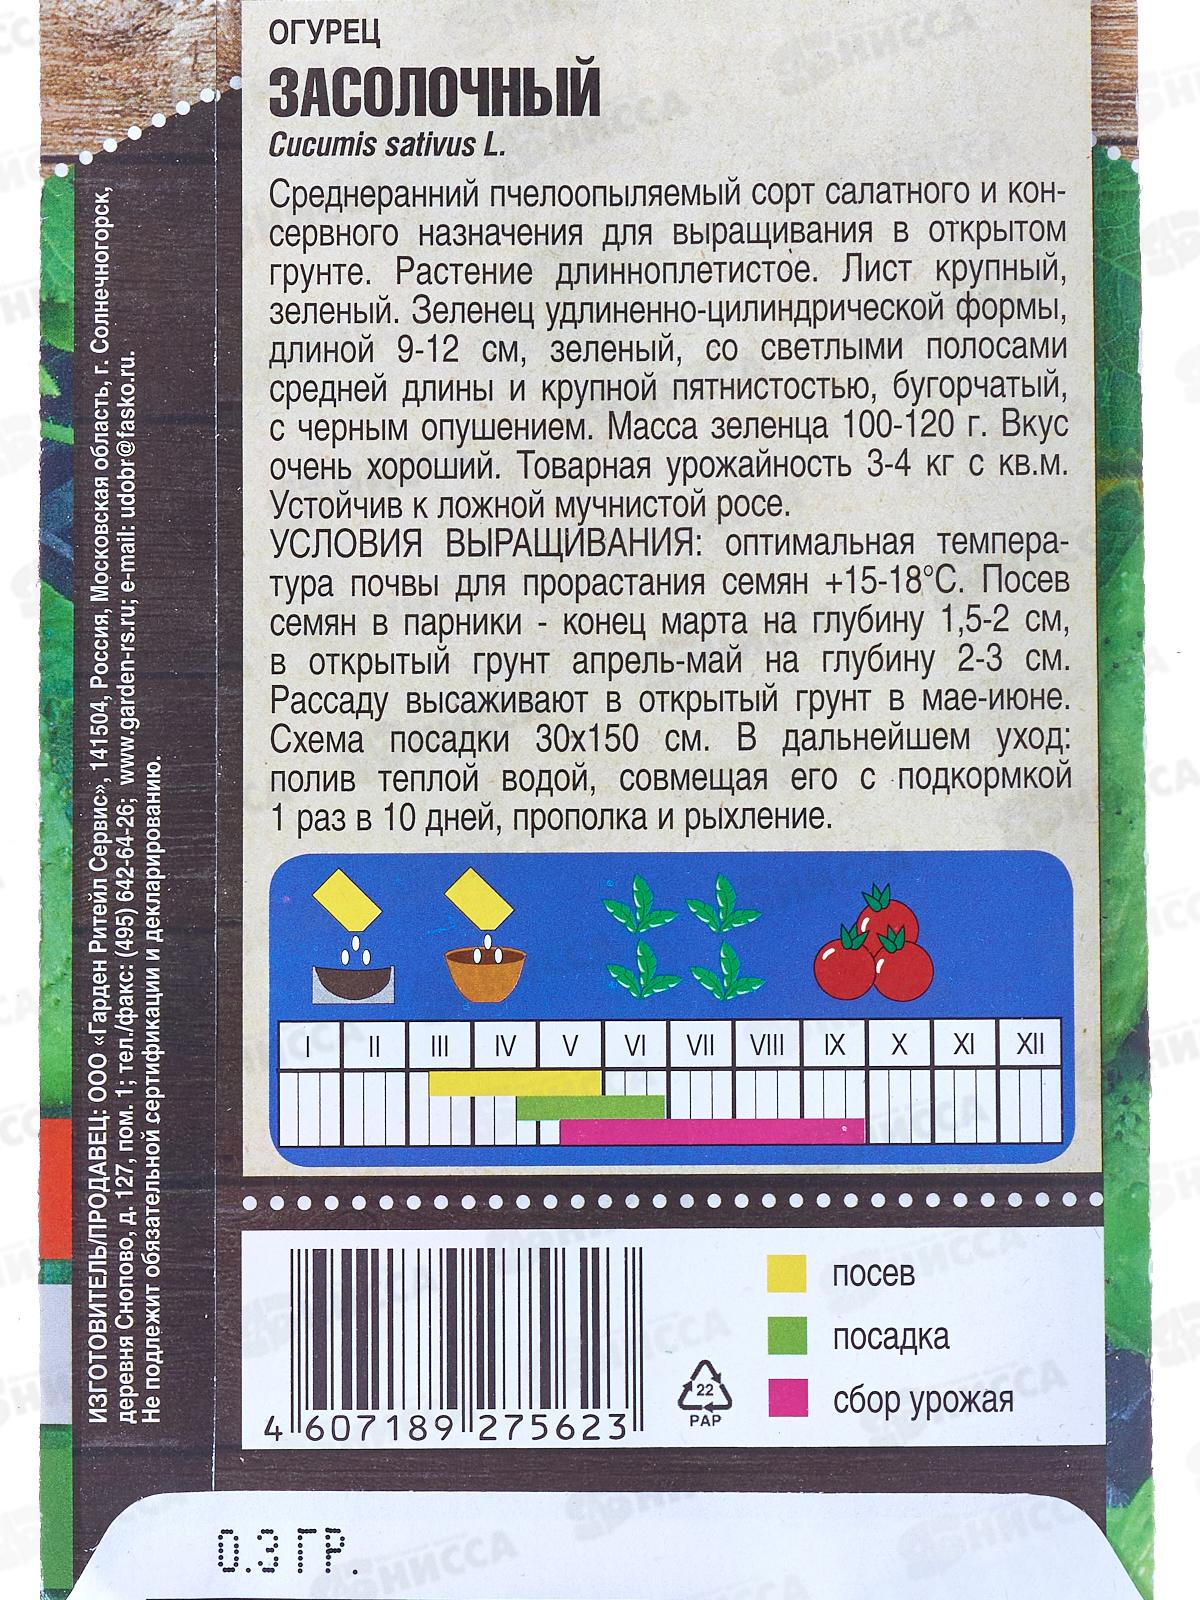 ОГУРЕЦ
ЗАСОЛОЧНЫЙ
Cucumis sativus L.
Среднеранний пчелоопыляемый сорт салатного и кон-
сервного назначения для выращивания в открытом
грунте. Растение длинноплетистое. Лист крупный,
зеленый. Зеленец удлиненно-цилиндрической формы,
длиной 9-12 см, зеленый, со светлыми полосами
средней длины и крупной пятнистостью, бугорчатый,
с черным опушением. Масса зеленца 100-120 г. Вкус
очень хороший. Товарная урожайность 3-4 кг с кв.м.
Устойчив к ложной мучнистой росе.
УСЛОВИЯ ВЫРАЩИВАНИЯ: оптимальная темпера-
тура почвы для прорастания семян +15-18°С. Посев
семян в парники - конец марта на глубину 1,5-2 см,
в открытый грунт апрель-май на глубину 2-3 см.
Рассаду высаживают в открытый грунт в мае-июне.
Схема посадки 30х150 см. В дальнейшем уход:
полив теплой водой, совмещая его с подкормкой
1 раз в 10 дней, прополка и рыхление.
I II III IV V VI VII VIII IX X XI XII
посев
посадка
сбор урожая
22
PAP
4 607189 275623
0.3 ГР.
ИЗГОТОВИТЕЛЬ/ПРОДАВЕЦ: ООО «Гарден Ритейл Сервис», 141504, Россия, Московская область, г. Солнечногорск,
деревня Снопово, д. 127, пом. 1; тел./факс: (495) 642-64-26; www.garden-rs.ru; e-mail: udobr@fasko.ru.
Не подлежит обязательной сертификации и декларированию.
НИССА